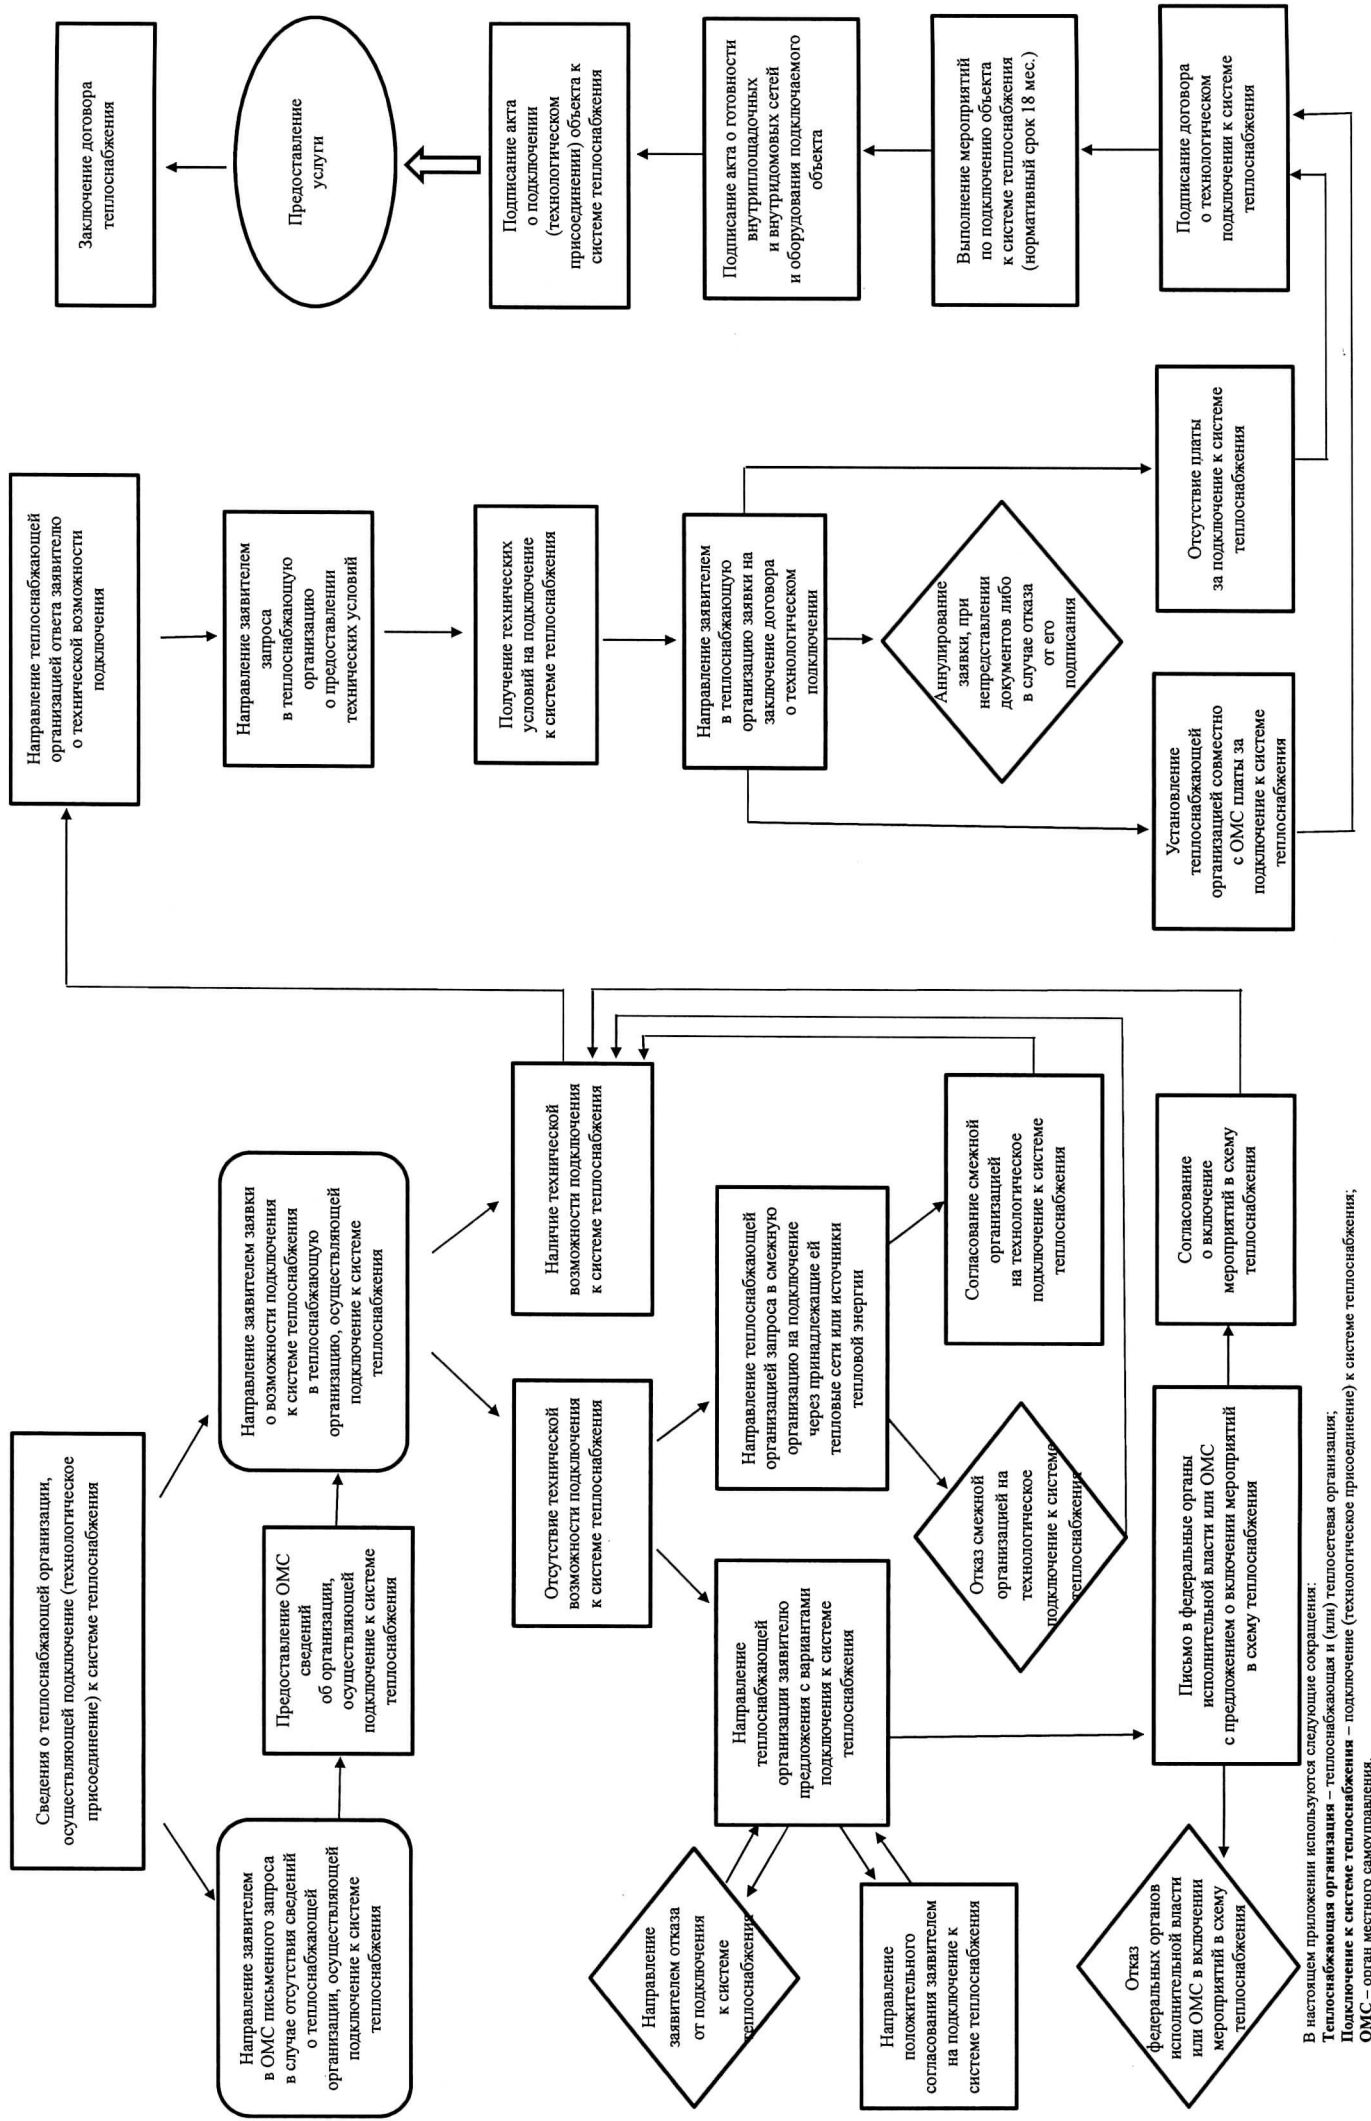 Сведения о теплоснабжающей организации,
осуществляющей подключение (технологическое
присоединение) к системе теплоснабжения
Направление заявителем
в ОМС письменного запроса
в случае отсутствия сведений
о теплоснабжающей
организации, осуществляющей
подключение к системе
теплоснабжения
Предоставление ОМС
сведений
об организации,
осуществляющей
подключение к системе
теплоснабжения
Направление заявителем заявки
о возможности подключения
к системе теплоснабжения
в теплоснабжающую
организацию, осуществляющей
подключение к системе
теплоснабжения
Отсутствие технической
возможности подключения
к системе теплоснабжения
Наличие технической
возможности подключения
к системе теплоснабжения
Направление
заявителем отказа
от подключения
к системе
теплоснабжения
Направление
теплоснабжающей
организации заявителю
предложения с вариантами
подключения к системе
теплоснабжения
Направление теплоснабжающей
организацией запроса в смежную
организацию на подключение
через принадлежащие ей
тепловые сети или источники
тепловой энергии
Направление
положительного
согласования заявителем
на подключение к
системе теплоснабжения
Отказ смежной
организацией на
технологическое
подключение к системе
теплоснабжения
Согласование смежной
организацией
на технологическое
подключение к системе
теплоснабжения
Отказ
федеральных органов
исполнительной власти
или ОМС в включении
мероприятий в схему
теплоснабжения
Письмо в федеральные органы
исполнительной власти или ОМС
с предложением о включении мероприятий
в схему теплоснабжения
Согласование
о включение
мероприятий в схему
теплоснабжения
Направление теплоснабжающей
организацией ответа заявителю
о технической возможности
подключения
Направление заявителем
запроса
в теплоснабжающую
организацию
о предоставлении
технических условий
Получение технических
условий на подключение
к системе теплоснабжения
Направление заявителем
в теплоснабжающую
организацию заявки на
заключение договора
о технологическом
подключении
Аннулирование
заявки, при
непредставлении
документов либо
в случае отказа
от его
подписания
Установление
теплоснабжающей
организацией совместно
с ОМС платы за
подключение к системе
теплоснабжения
Отсутствие платы
за подключение к системе
теплоснабжения
Заключение договора
теплоснабжения
Предоставление
услуги
Подписание акта
о подключении
(технологическом
присоединении) объекта к
системе теплоснабжения
Подписание акта о готовности
внутриплощадочных
и внутридомовых сетей
и оборудования подключаемого
объекта
Выполнение мероприятий
по подключению объекта
к системе теплоснабжения
(нормативный срок 18 мес.)
Подписание договора
о технологическом
подключении к системе
теплоснабжения
В настоящем приложении используются следующие сокращения:
Теплоснабжающая организация – теплоснабжающая и (или) теплосетевая организация;
Подключение к системе теплоснабжения – подключение (технологическое присоединение) к системе теплоснабжения;
ОМС – орган местного самоуправления.